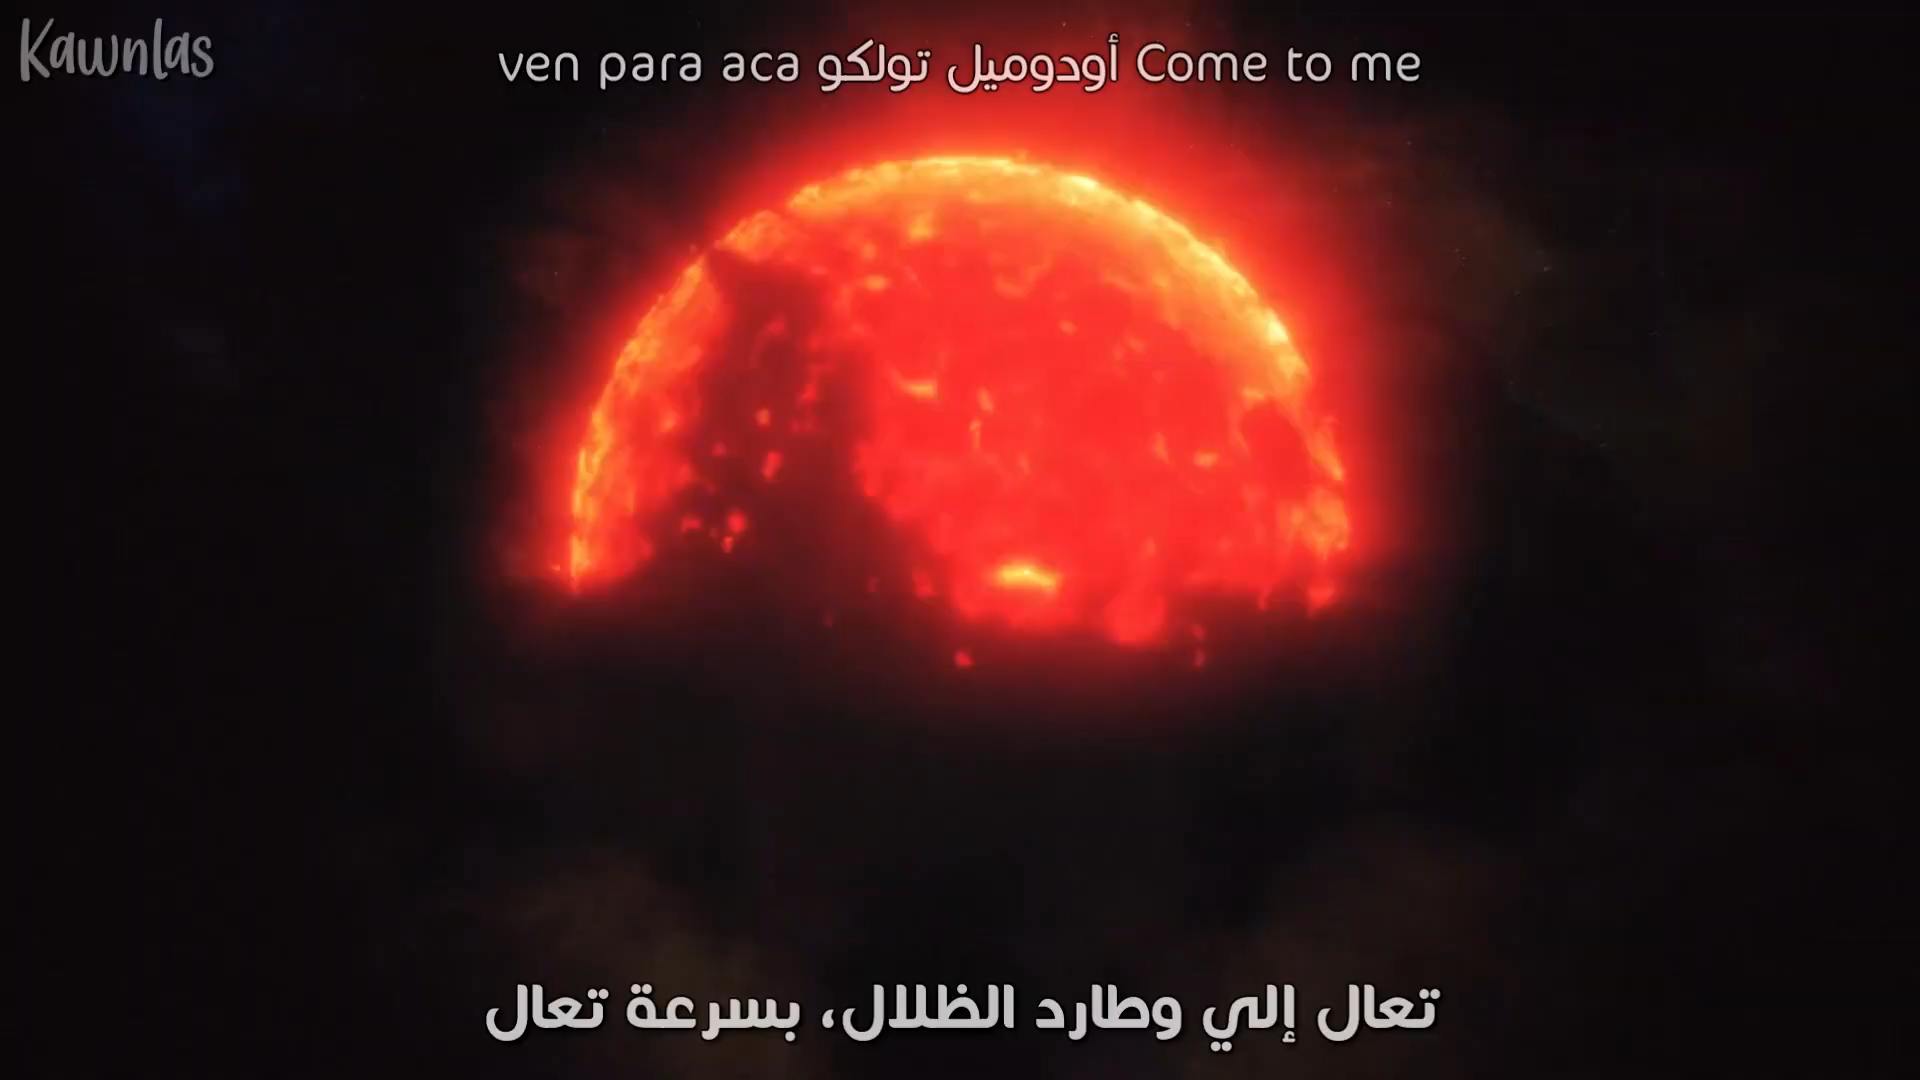 Kawnlas
Come to me أودوميل تولكو ven para aca
تعال إلي وطارد الظلال، بسرعة تعال